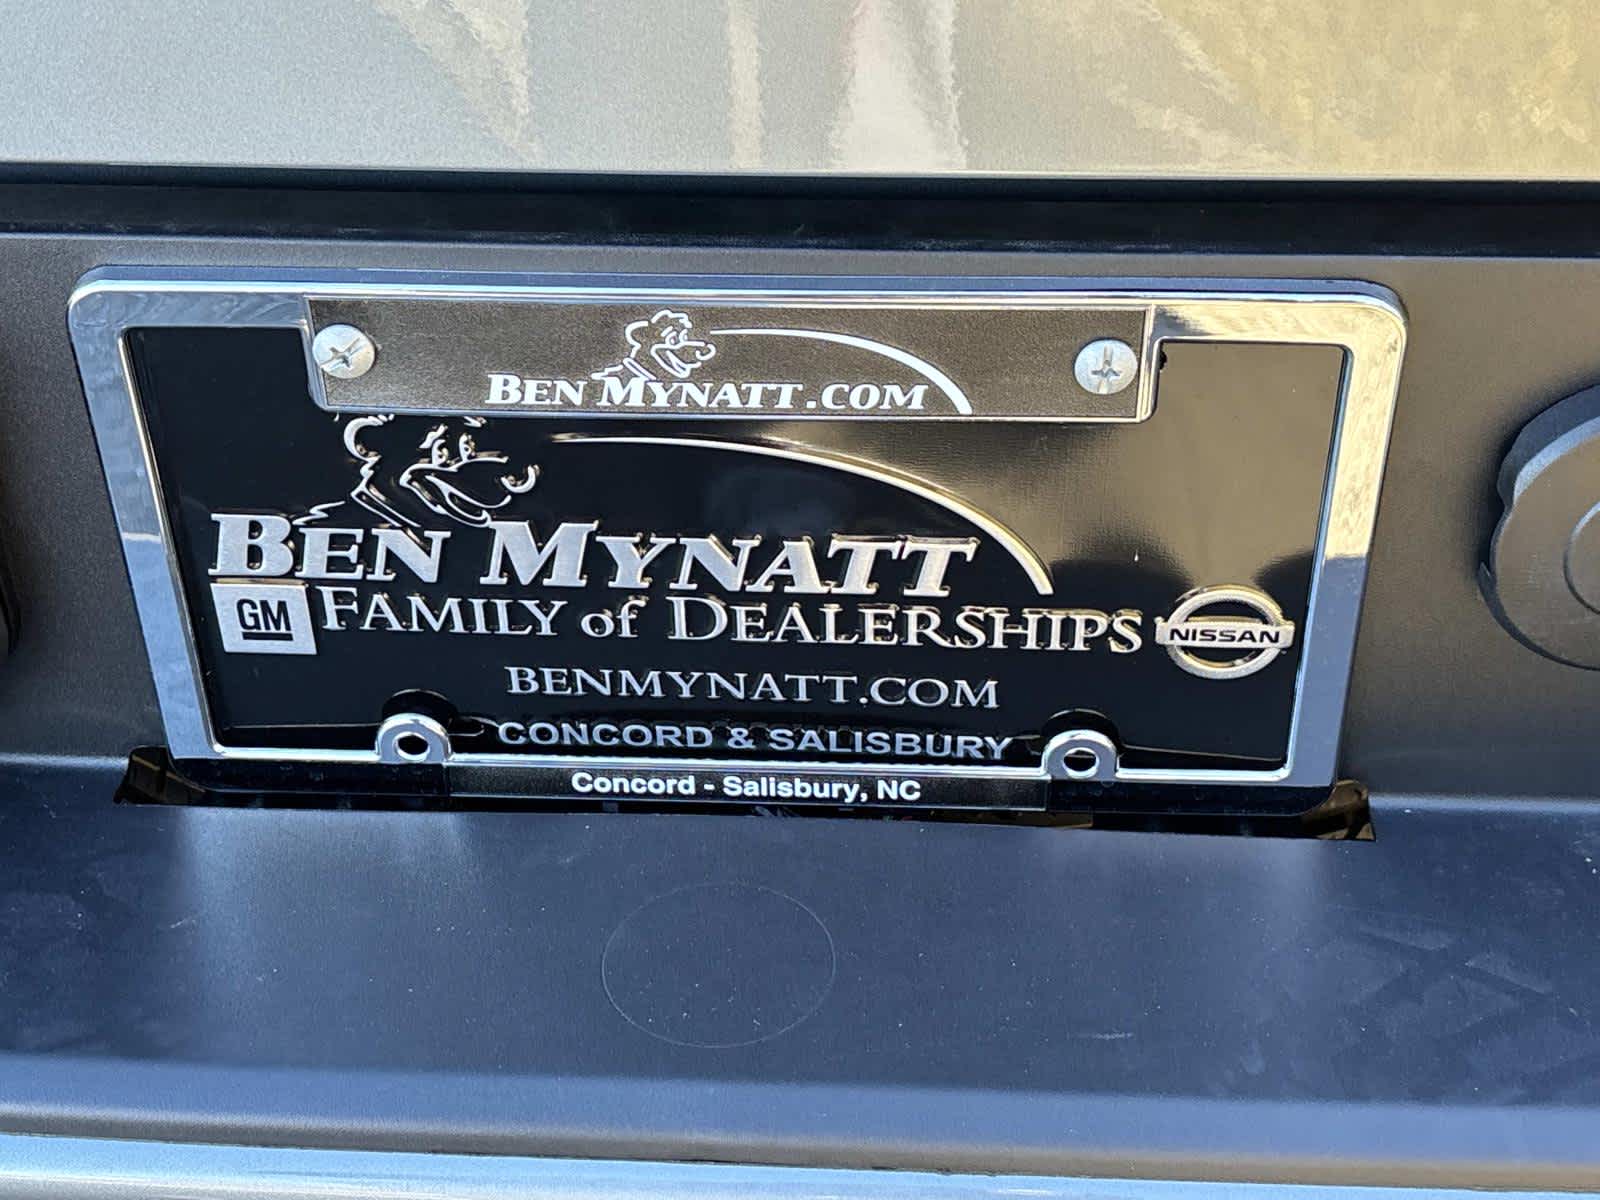 BEN MYNATT.COM
BEN MYNATT
GM FAMILY of DEALERSHIPS NISSAN
BENMYNATT.COM
CONCORD & SALISBURY
Concord - Salisbury, NC